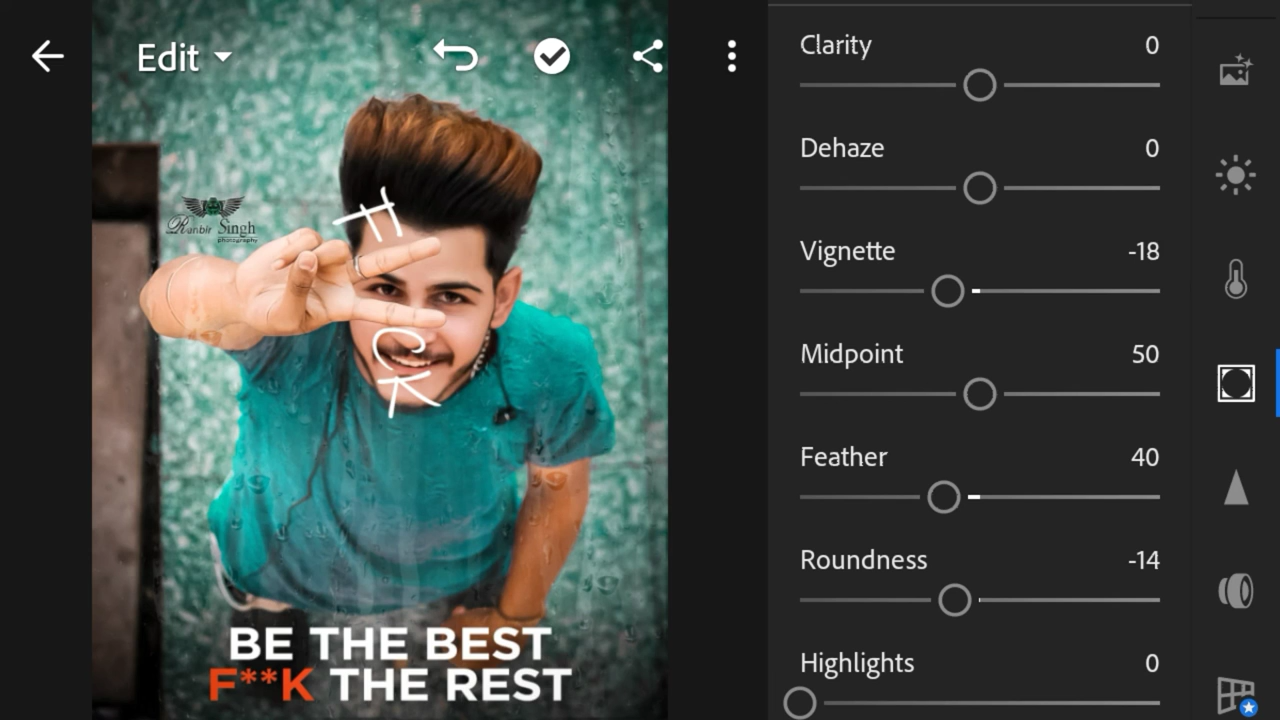 Edit
Ranbir Singh
photography
F
CK
BE THE BEST
F**K THE REST
Clarity 0
Dehaze 0
Vignette -18
Midpoint 50
Feather 40
Roundness -14
Highlights 0